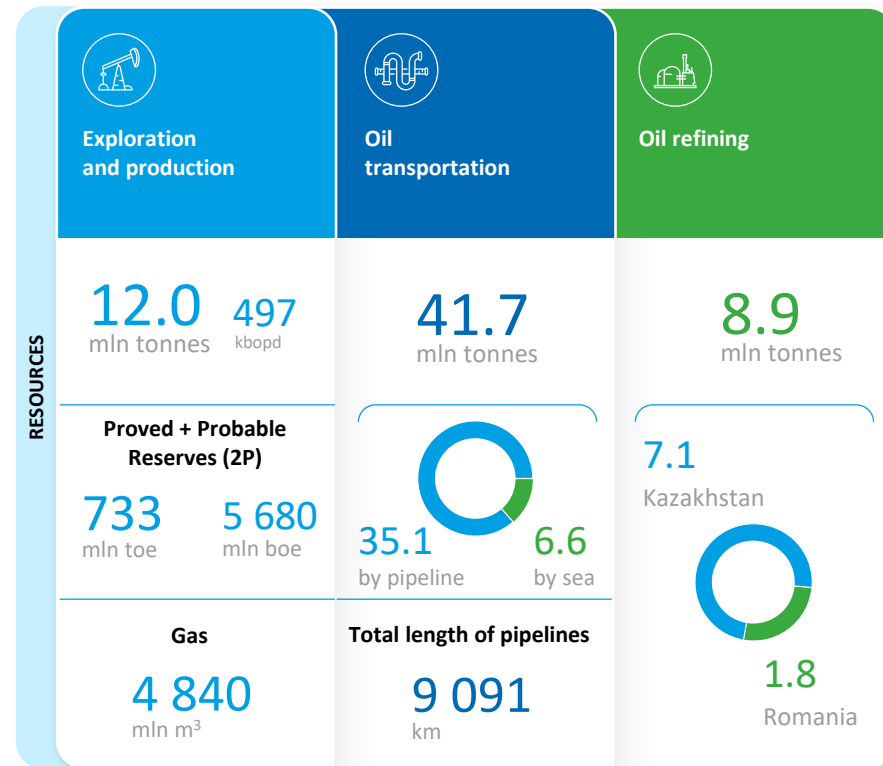 RESOURCES
Exploration
and production
12.0
mln tonnes
497
kbopd
Proved + Probable
Reserves (2P)
733
mln toe
5 680
mln boe
Gas
4 840
mln m³
Oil
transportation
41.7
mln tonnes
35.1
by pipeline
6.6
by sea
Total length of pipelines
9 091
km
Oil refining
8.9
mln tonnes
7.1
Kazakhstan
1.8
Romania